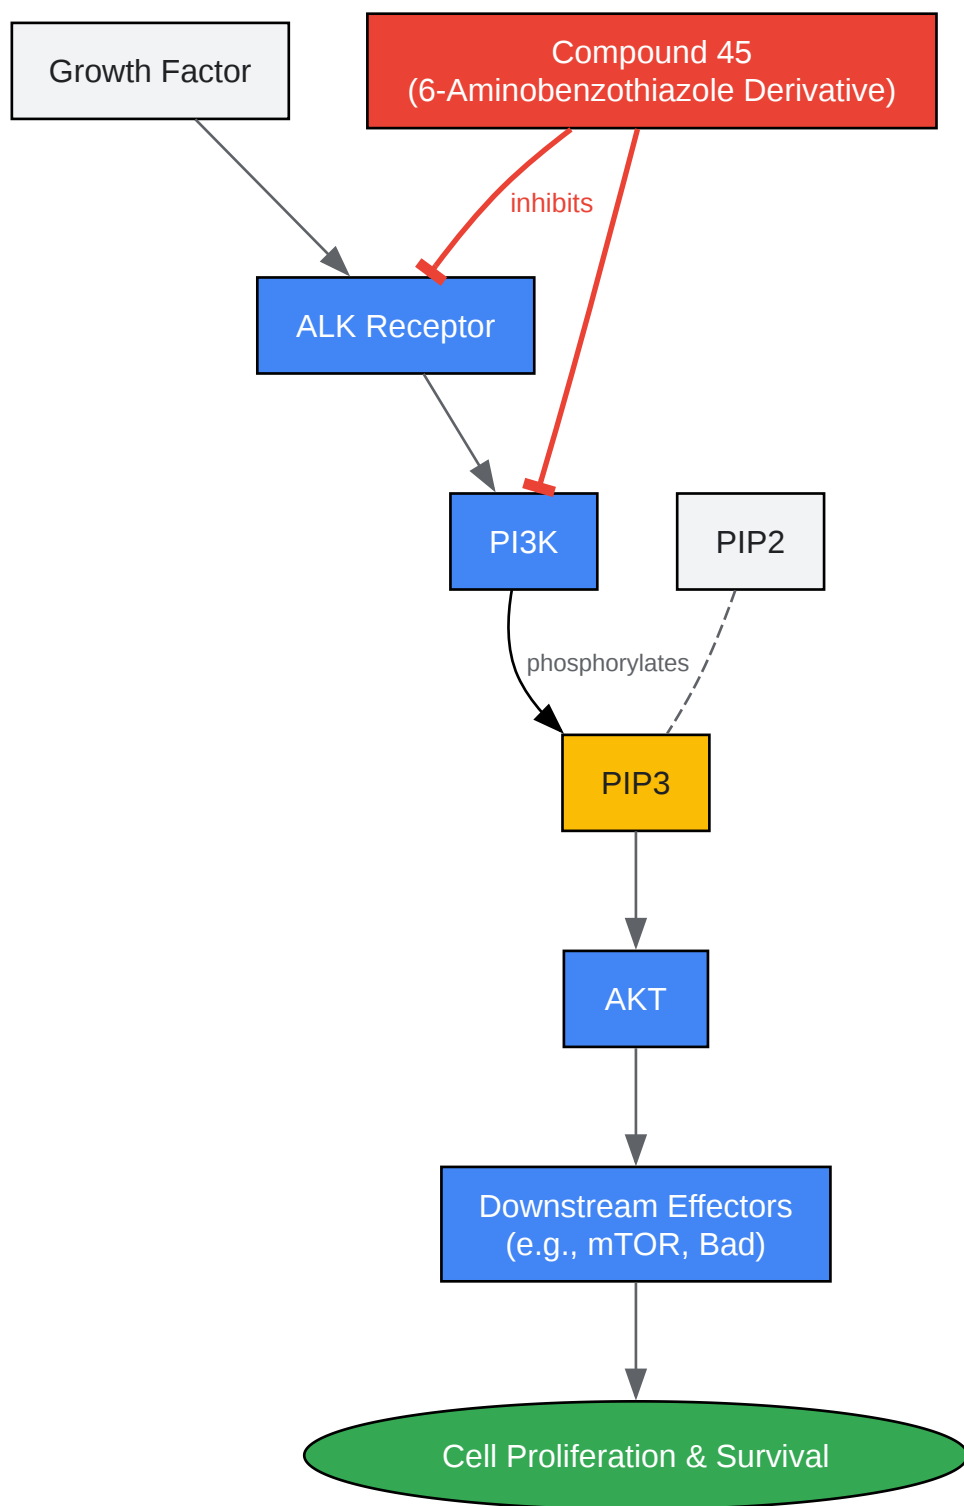 Growth Factor
Compound 45
(6-Aminobenzothiazole Derivative)
inhibits
ALK Receptor
PI3K
PIP2
phosphorylates
PIP3
AKT
Downstream Effectors
(e.g., mTOR, Bad)
Cell Proliferation & Survival